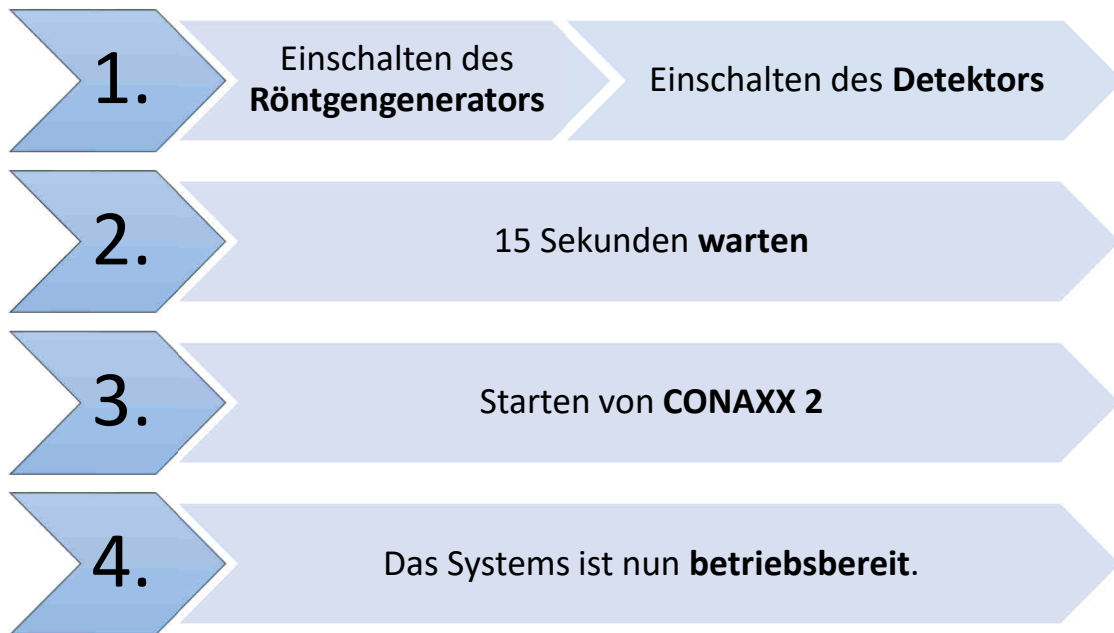 1.
Einschalten des
Röntgengenerators
Einschalten des Detektors
2.
15 Sekunden warten
3.
Starten von CONAXX 2
4.
Das Systems ist nun betriebsbereit.